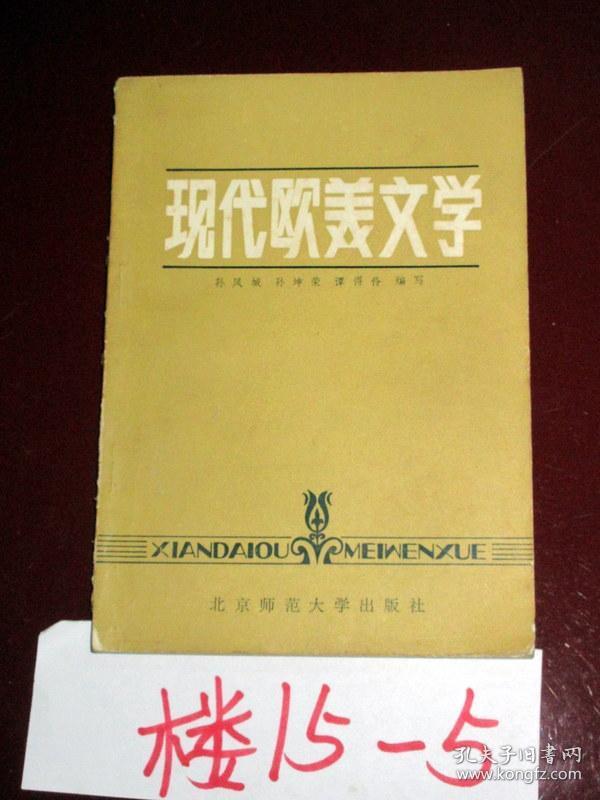 现代欧美文学
孙凤城 孙坤荣 谭得伶 编写
XIANDAIOU MEIWENXUE
北京师范大学出版社
楼15-5
孔夫子旧书网
www.kongfz.com